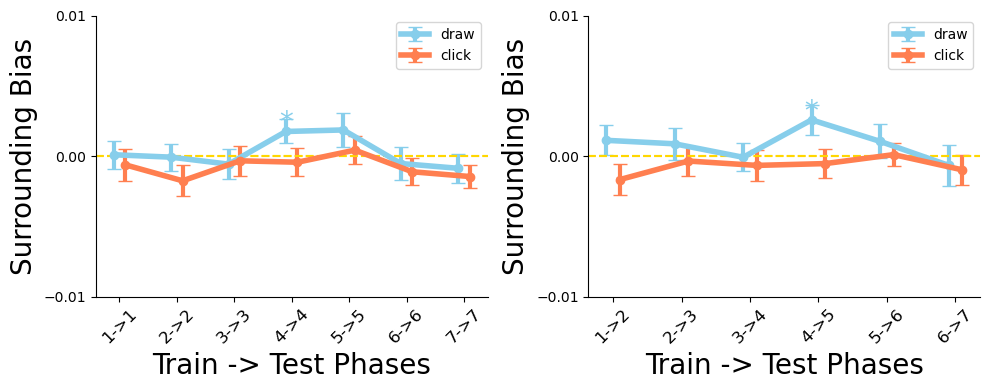 0.01
0.00
−0.01
Surrounding Bias
draw
click
*
1->1
2->2
3->3
4->4
5->5
6->6
7->7
Train -> Test Phases
0.01
0.00
−0.01
Surrounding Bias
draw
click
*
1->2
2->3
3->4
4->5
5->6
6->7
Train -> Test Phases